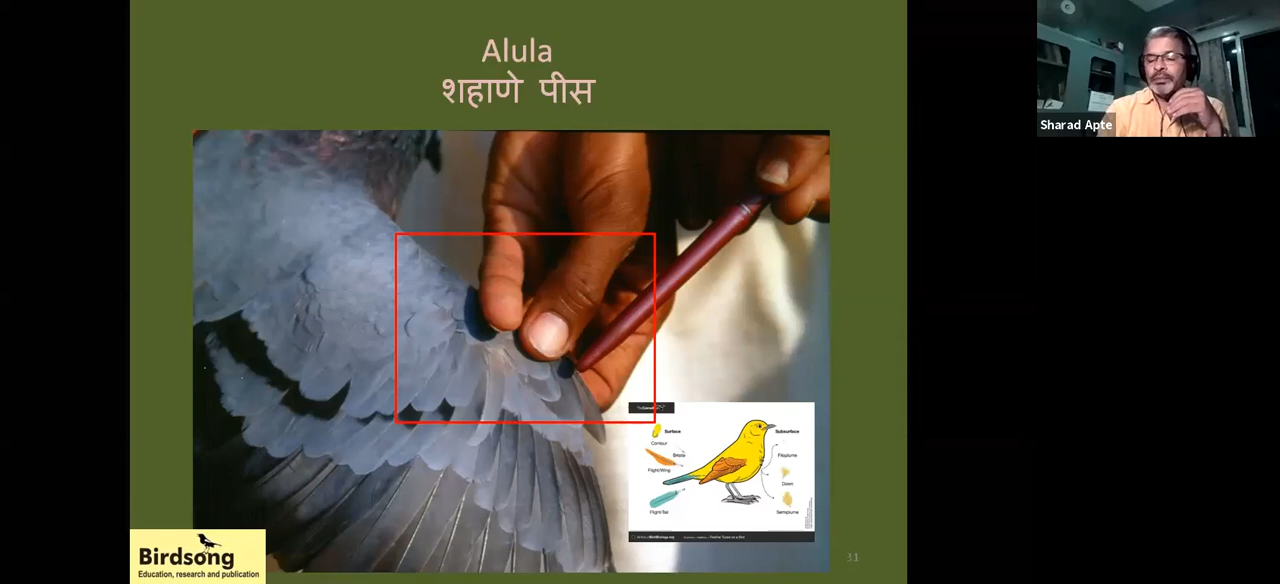 Alula
शहाणे पीस
Sharad Apte
Surface
Subsurface
Contour
Bristle
Filoplume
Flight/Wing
Down
Flight/Tail
Semiplume
31
Birdsong
Education, research and publication